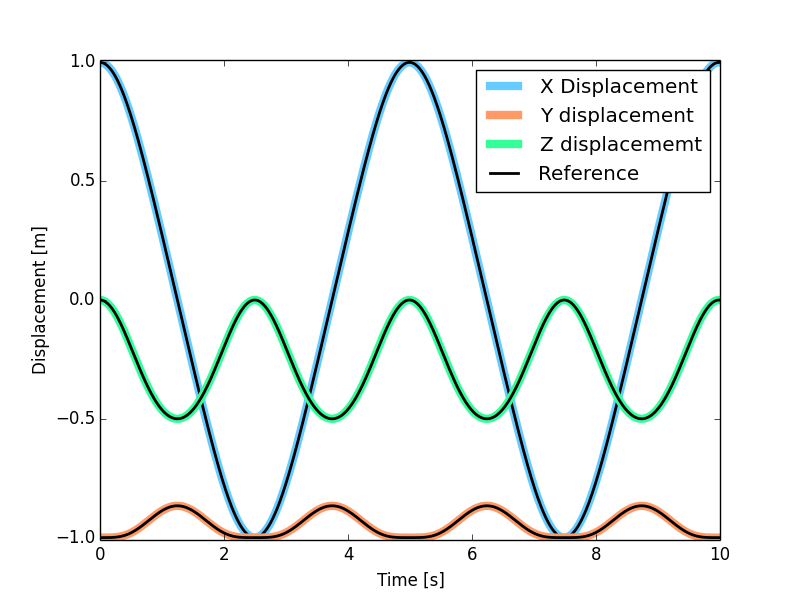 1.0
0.5
0.0
−0.5
−1.0
Displacement [m]
X Displacement
Y displacement
Z displacememt
Reference
0 2 4 6 8 10
Time [s]